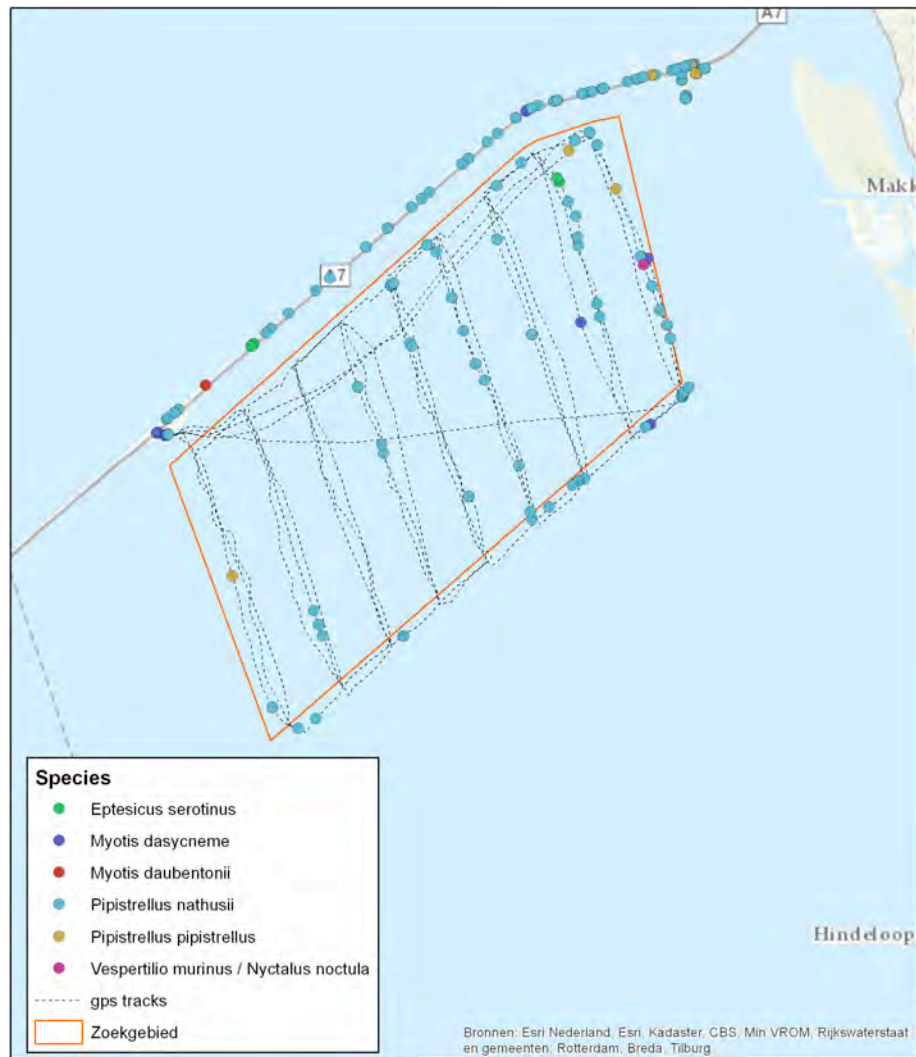 A7
Makk
A7
Hindeloop
Species
Eptesicus serotinus
Myotis dasycneme
Myotis daubentonii
Pipistrellus nathusii
Pipistrellus pipistrellus
Vespertilio murinus / Nyctalus noctula
gps tracks
Zoekgebied
Bronnen: Esri Nederland, Esri, Kadaster, CBS, Min VROM, Rijkswaterstaat
en gemeenten: Rotterdam, Breda, Tilburg